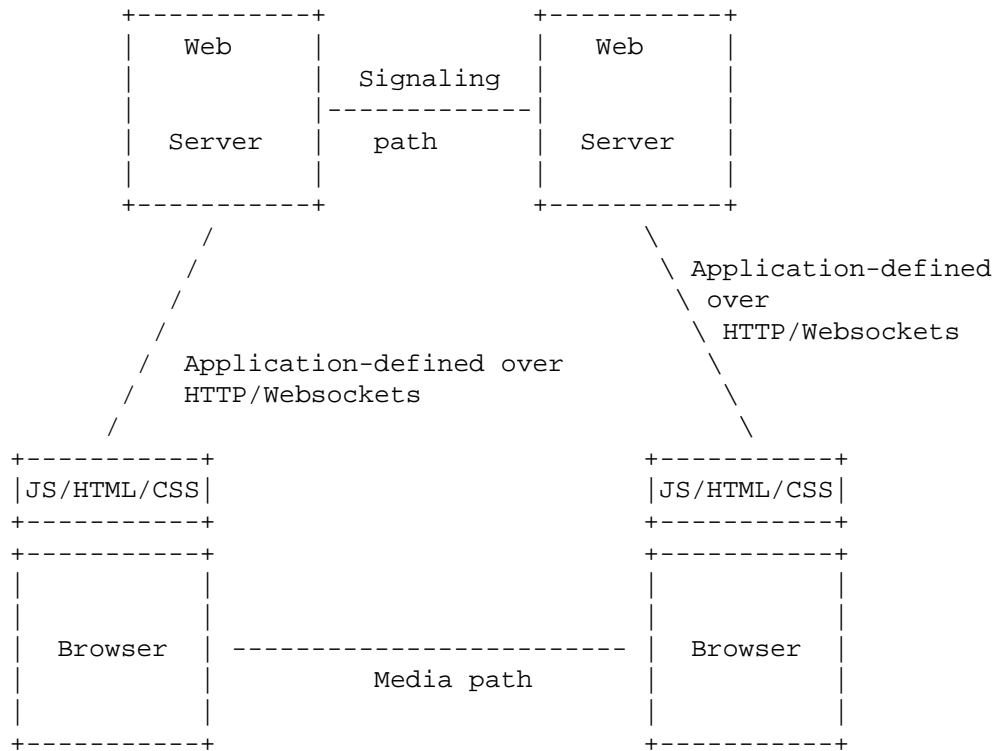 Web
Web
Signaling
Server
path
Server
Application-defined
over
HTTP/Websockets
Application-defined over
HTTP/Websockets
JS/HTML/CSS
JS/HTML/CSS
Browser
Browser
Media path